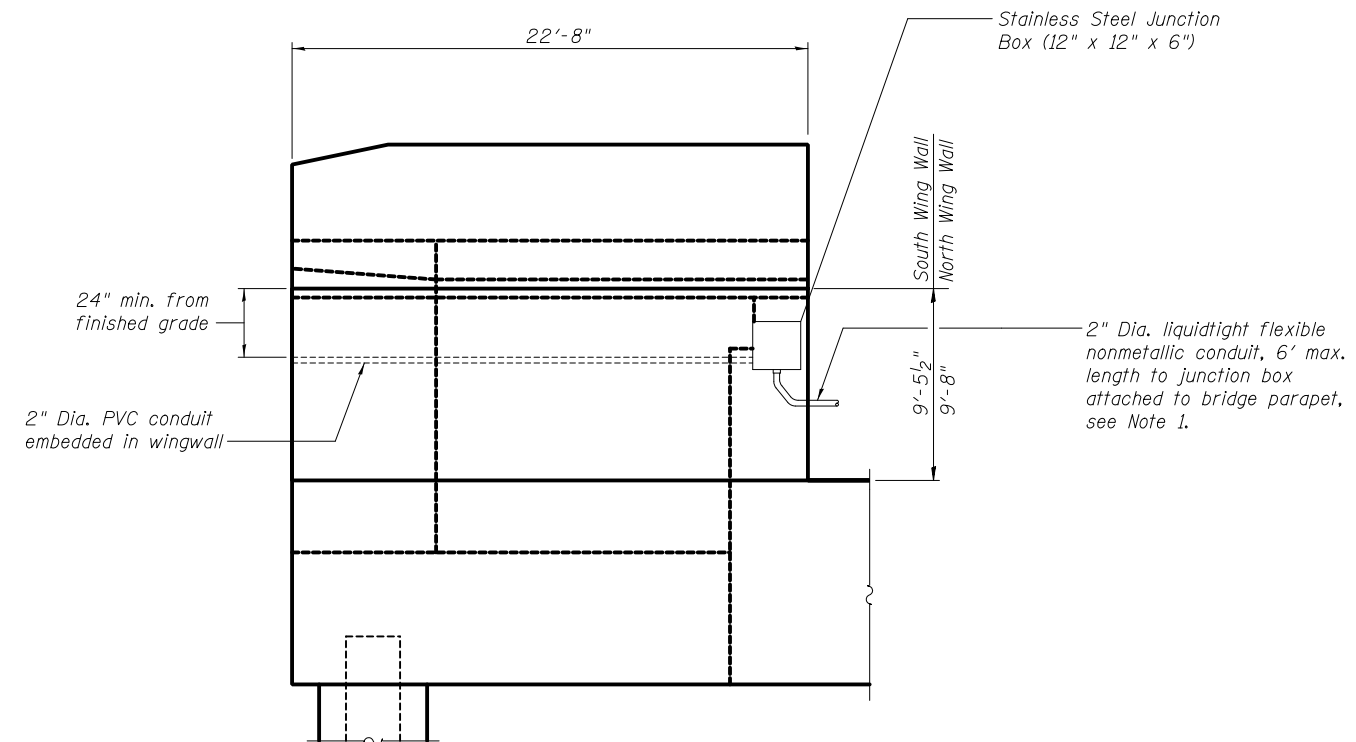 Stainless Steel Junction
Box (12" x 12" x 6")
22'-8"
South Wing Wall
North Wing Wall
24" min. from
finished grade
2" Dia. liquidtight flexible
nonmetallic conduit, 6' max.
length to junction box
attached to bridge parapet,
see Note 1.
9'-5½"
9'-8"
2" Dia. PVC conduit
embedded in wingwall